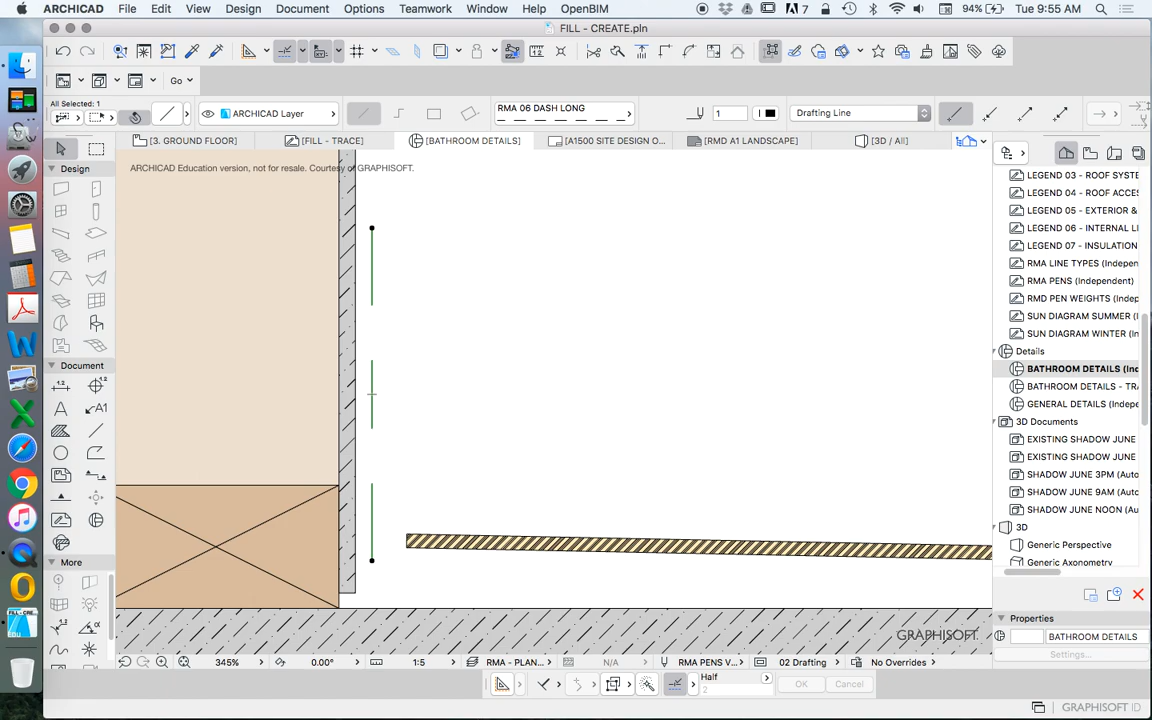 ARCHICAD File Edit View Design Document Options Teamwork Window Help OpenBIM 7 94% Tue 9:55 AM
FILL - CREATE.pln
Go
All Selected: 1
ARCHICAD Layer
RMA 06 DASH LONG
1
Drafting Line
[3. GROUND FLOOR] [FILL - TRACE] [BATHROOM DETAILS] [A1500 SITE DESIGN O... [RMD A1 LANDSCAPE] [3D / All]
ARCHICAD Education version, not for resale. Courtesy of GRAPHISOFT.
Design
Document
More
LEGEND 03 - ROOF SYSTE
LEGEND 04 - ROOF ACCES
LEGEND 05 - EXTERIOR &
LEGEND 06 - INTERNAL LI
LEGEND 07 - INSULATION
RMA LINE TYPES (Indepen
RMA PENS (Independent)
RMD PEN WEIGHTS (Indep
SUN DIAGRAM SUMMER (I
SUN DIAGRAM WINTER (In
Details
BATHROOM DETAILS (Ind
BATHROOM DETAILS - TRA
GENERAL DETAILS (Indepe
3D Documents
EXISTING SHADOW JUNE
EXISTING SHADOW JUNE
SHADOW JUNE 3PM (Auto
SHADOW JUNE 9AM (Auto
SHADOW JUNE NOON (Au
3D
Generic Perspective
Generic Axonometry
Properties
BATHROOM DETAILS
Settings...
GRAPHISOFT.
345% 0.00° 1:5 RMA - PLAN... N/A RMA PENS V... 02 Drafting No Overrides
Half
2
OK Cancel
GRAPHISOFT ID